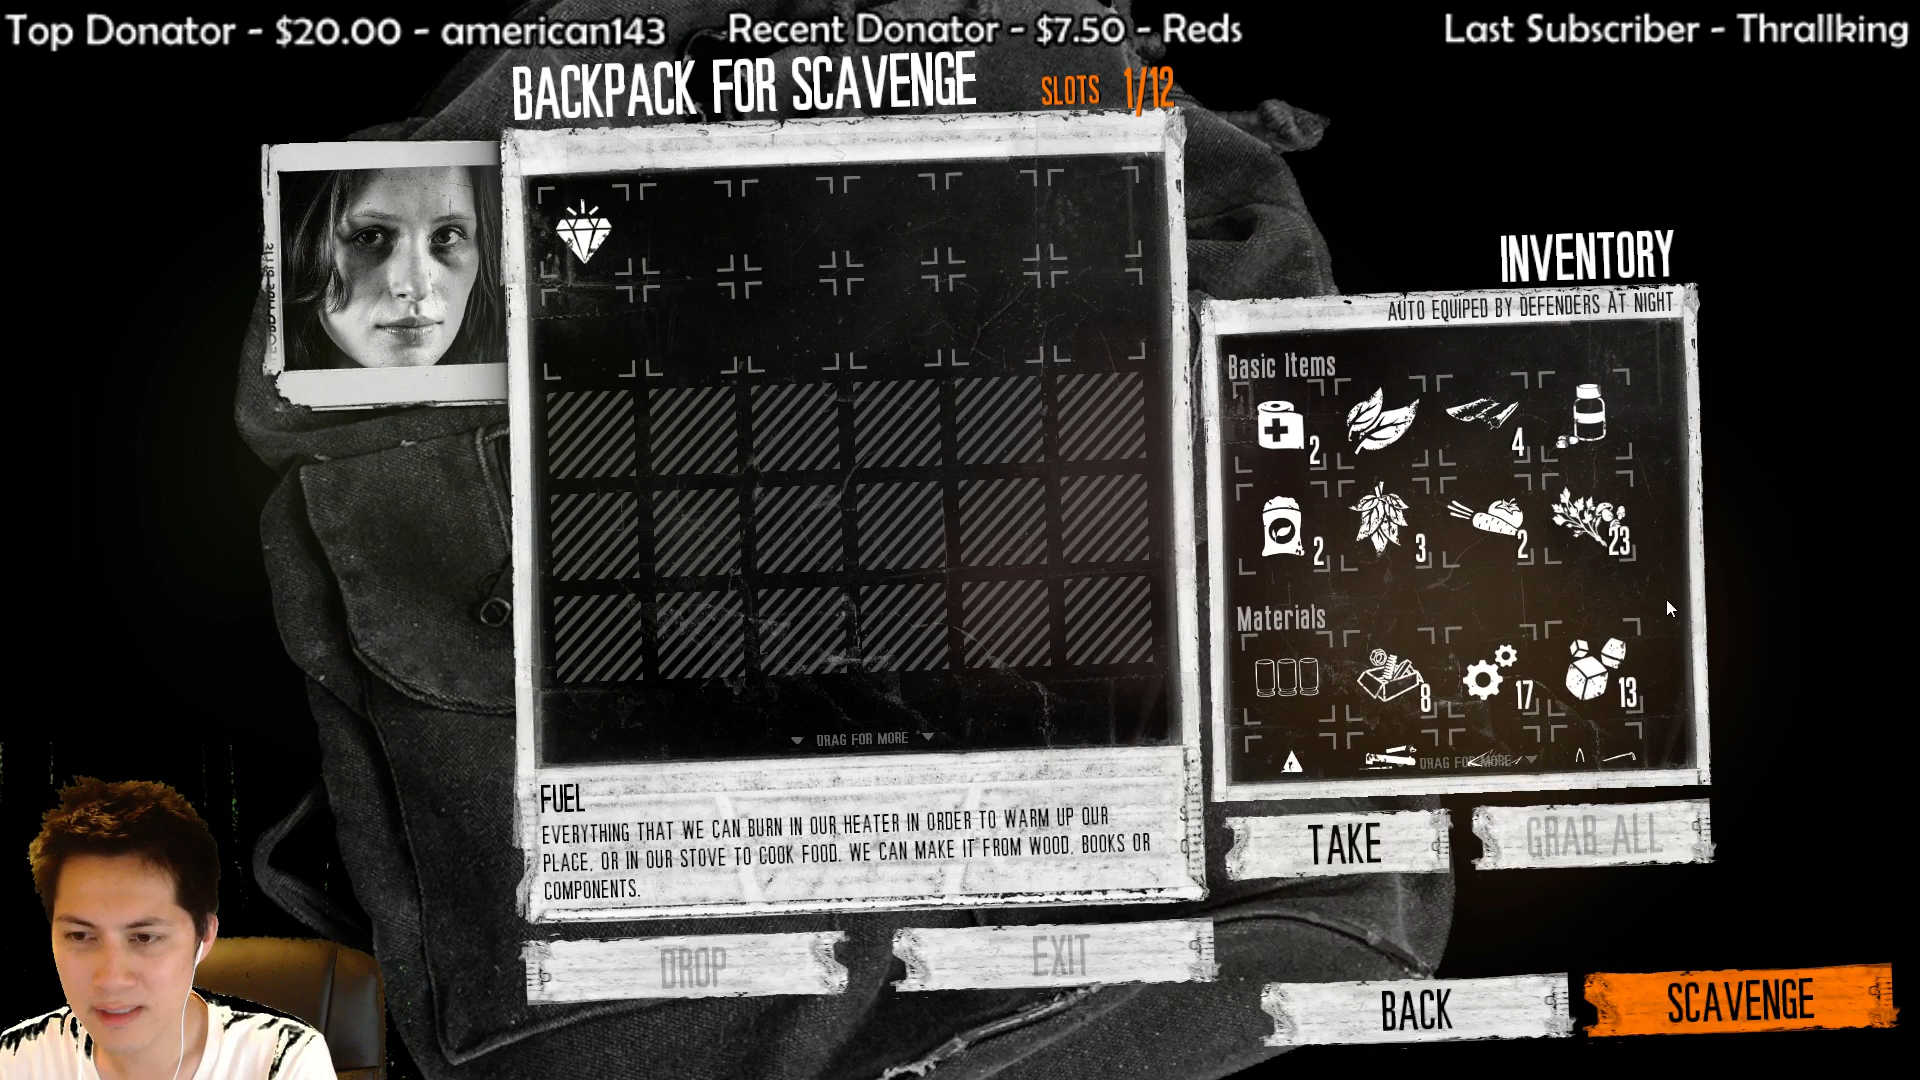 Top Donator - $20.00 - american143
Recent Donator - $7.50 - Reds
Last Subscriber - Thrallking
BACKPACK FOR SCAVENGE
SLOTS 1/12
INVENTORY
AUTO EQUIPED BY DEFENDERS AT NIGHT
Basic Items
2
4
2
3
2
23
Materials
8
17
13
DRAG FOR MORE
DRAG FOR MORE
FUEL
EVERYTHING THAT WE CAN BURN IN OUR HEATER IN ORDER TO WARM UP OUR
PLACE, OR IN OUR STOVE TO COOK FOOD. WE CAN MAKE IT FROM WOOD, BOOKS OR
COMPONENTS.
TAKE
GRAB ALL
DROP
EXIT
BACK
SCAVENGE